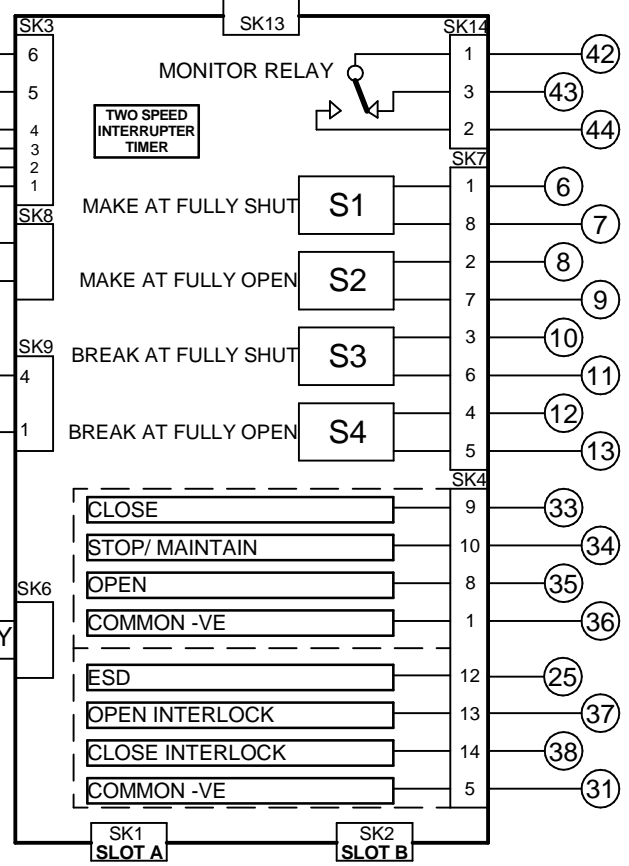 SK3
SK13
SK14
6
MONITOR RELAY
1
42
5
3
43
TWO SPEED
INTERRUPTER
TIMER
4
2
44
3
2
1
SK7
MAKE AT FULLY SHUT
S1
1
6
SK8
8
7
MAKE AT FULLY OPEN
S2
2
8
7
9
SK9
BREAK AT FULLY SHUT
S3
3
10
4
6
11
1
BREAK AT FULLY OPEN
S4
4
12
5
13
SK4
CLOSE
9
33
STOP/ MAINTAIN
10
34
SK6
OPEN
8
35
COMMON -VE
1
36
Y
ESD
12
25
OPEN INTERLOCK
13
37
CLOSE INTERLOCK
14
38
COMMON -VE
5
31
SK1
SLOT A
SK2
SLOT B